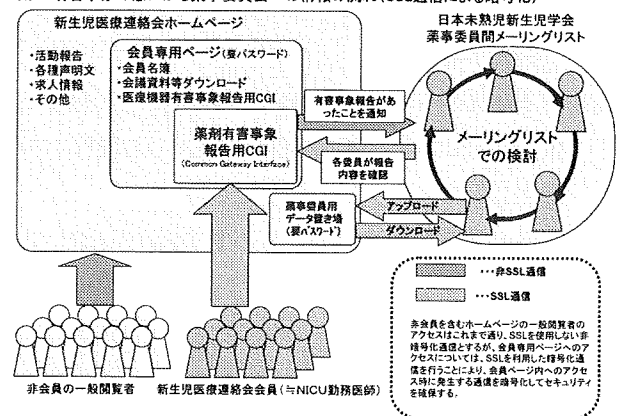 新生児医療連絡会ホームページ
・活動報告
・各種声明文
・求人情報
・その他
会員専用ページ(要パスワード)
・会員名簿
・会議資料等ダウンロード
・医療機器有害事象報告用CGI
薬剤有害事象
報告用CGI
(Common Gateway Interface)
有害事象報告があ
ったことを通知
各委員が報告
内容を確認
薬事委員用
データ置き場
(要パスワード)
アップロード
ダウンロード
日本未熟児新生児学会
薬事委員間メーリングリスト
メーリングリスト
での検討
・・・非SSL通信
・・・SSL通信
非会員を含むホームページの一般閲覧者の
アクセスはこれまで通り、SSLを使用しない非
暗号化通信とするが、会員専用ページへのア
クセスについては、SSLを利用した暗号化通
信を行うことにより、会員ページ内へのアクセ
ス時に発生する通信を暗号化してセキュリティ
を確保する。
非会員の一般閲覧者
新生児医療連絡会会員(≒NICU勤務医師)